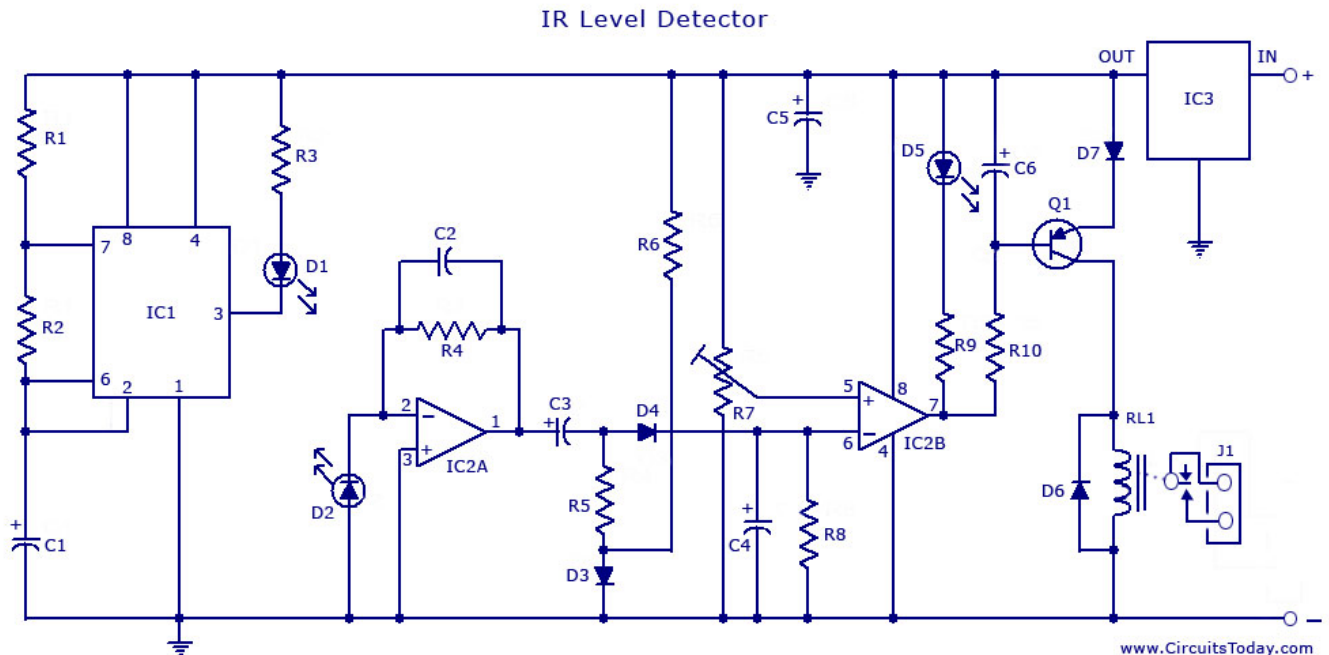 IR Level Detector
OUT IN
+
IC3
R1
R3
C5 +
D5
+ C6
D7
Q1
8 4
7
C2
R6
D1
R2
IC1
3
R4
R9
R10
6
2 1
5 + 8
R7
7
2 −
C3
+
D4
1
6 −
IC2B
4
RL1
+
3
IC2A
J1
D2
R5
D6
+
C1
+
C4
R8
D3
−
www.CircuitsToday.com